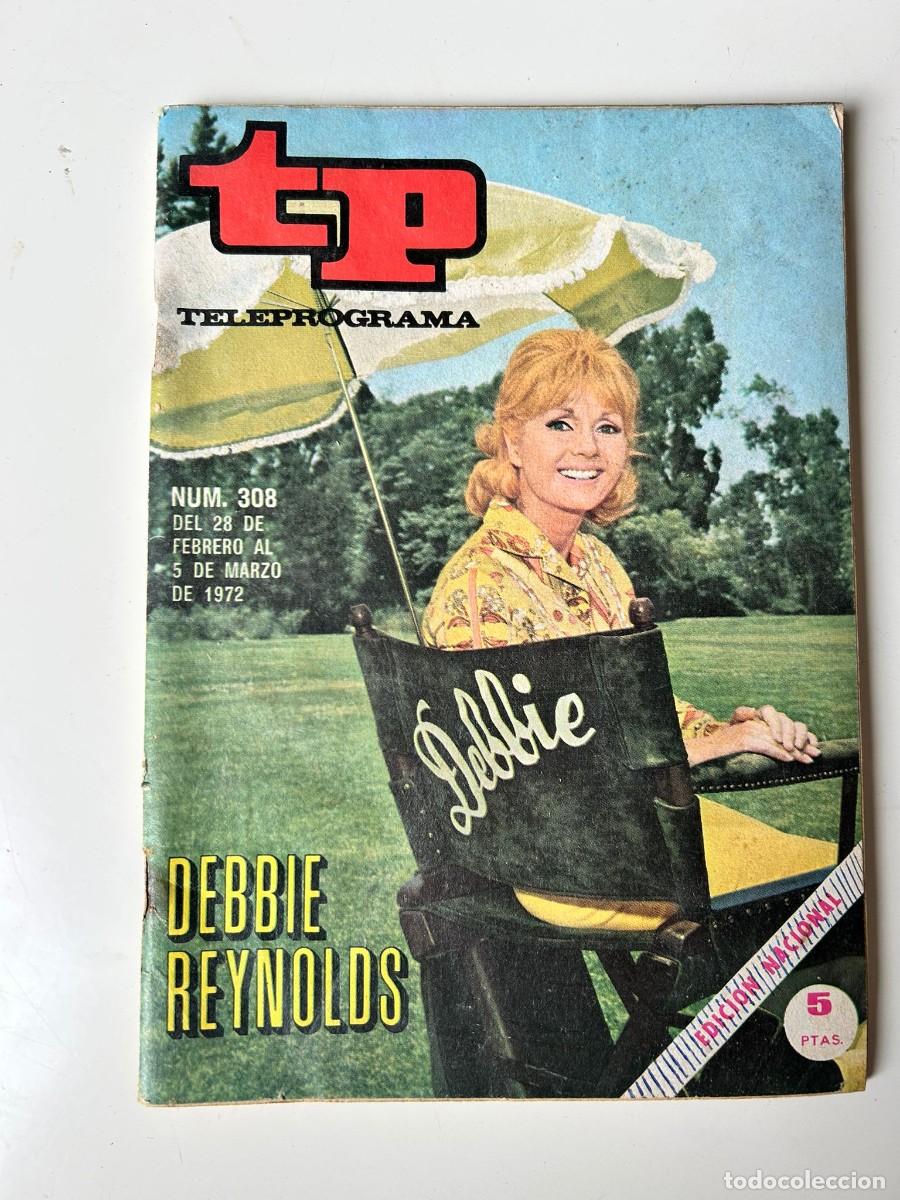 tp
TELEPROGRAMA
NUM. 308
DEL 28 DE
FEBRERO AL
5 DE MARZO
DE 1972
Debbie
DEBBIE
REYNOLDS
EDICION NACIONAL
5
PTAS.
todocoleccion